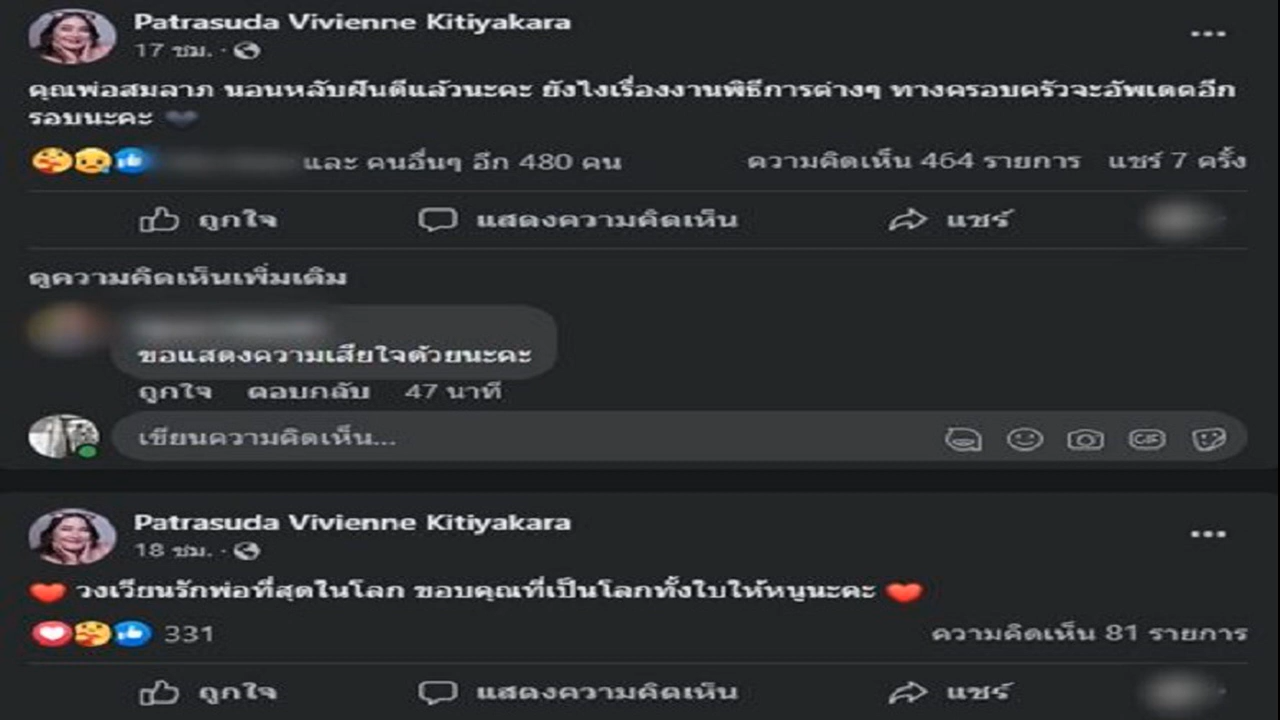 Patrasuda Vivienne Kitiyakara
17 ชม. ·
คุณพ่อสมลาภ นอนหลับฝันดีแล้วนะคะ ยังไงเรื่องงานพิธีการต่างๆ ทางครอบครัวจะอัพเดตอีก
รอบนะคะ
และ คนอื่นๆ อีก 480 คน ความคิดเห็น 464 รายการ แชร์ 7 ครั้ง
ถูกใจ แสดงความคิดเห็น แชร์
ดูความคิดเห็นเพิ่มเติม
ขอแสดงความเสียใจด้วยนะคะ
ถูกใจ ตอบกลับ 47 นาที
เขียนความคิดเห็น...
GIF
Patrasuda Vivienne Kitiyakara
18 ชม. ·
วงเวียนรักพ่อที่สุดในโลก ขอบคุณที่เป็นโลกทั้งใบให้หนูนะคะ
331 ความคิดเห็น 81 รายการ
ถูกใจ แสดงความคิดเห็น แชร์